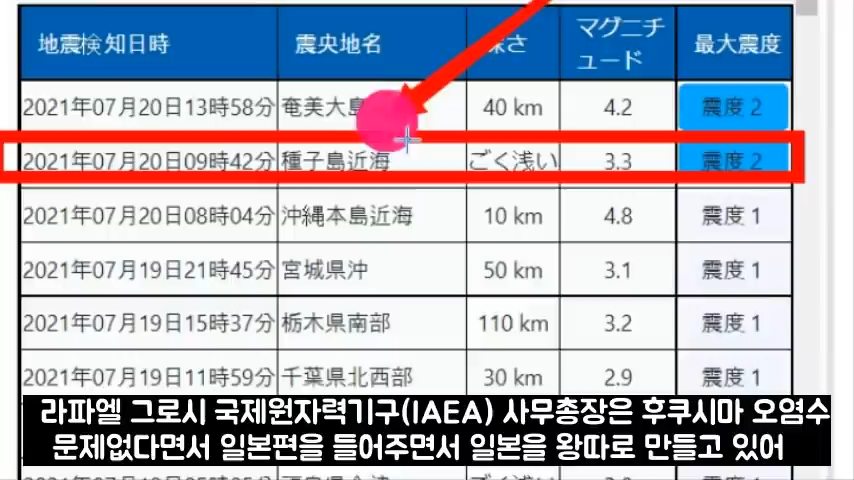 地震検知日時 震央地名 深さ マグニチュード 最大震度
2021年07月20日13時58分 奄美大島 40 km 4.2 震度 2
2021年07月20日09時42分 種子島近海 ごく浅い 3.3 震度 2
2021年07月20日08時04分 沖縄本島近海 10 km 4.8 震度 1
2021年07月19日21時45分 宮城県沖 50 km 3.1 震度 1
2021年07月19日15時37分 栃木県南部 110 km 3.2 震度 1
2021年07月19日11時59分 千葉県北西部 30 km 2.9 震度 1
라파엘 그로시 국제원자력기구(IAEA) 사무총장은 후쿠시마 오염수
문제없다면서 일본편을 들어주면서 일본을 왕따로 만들고 있어